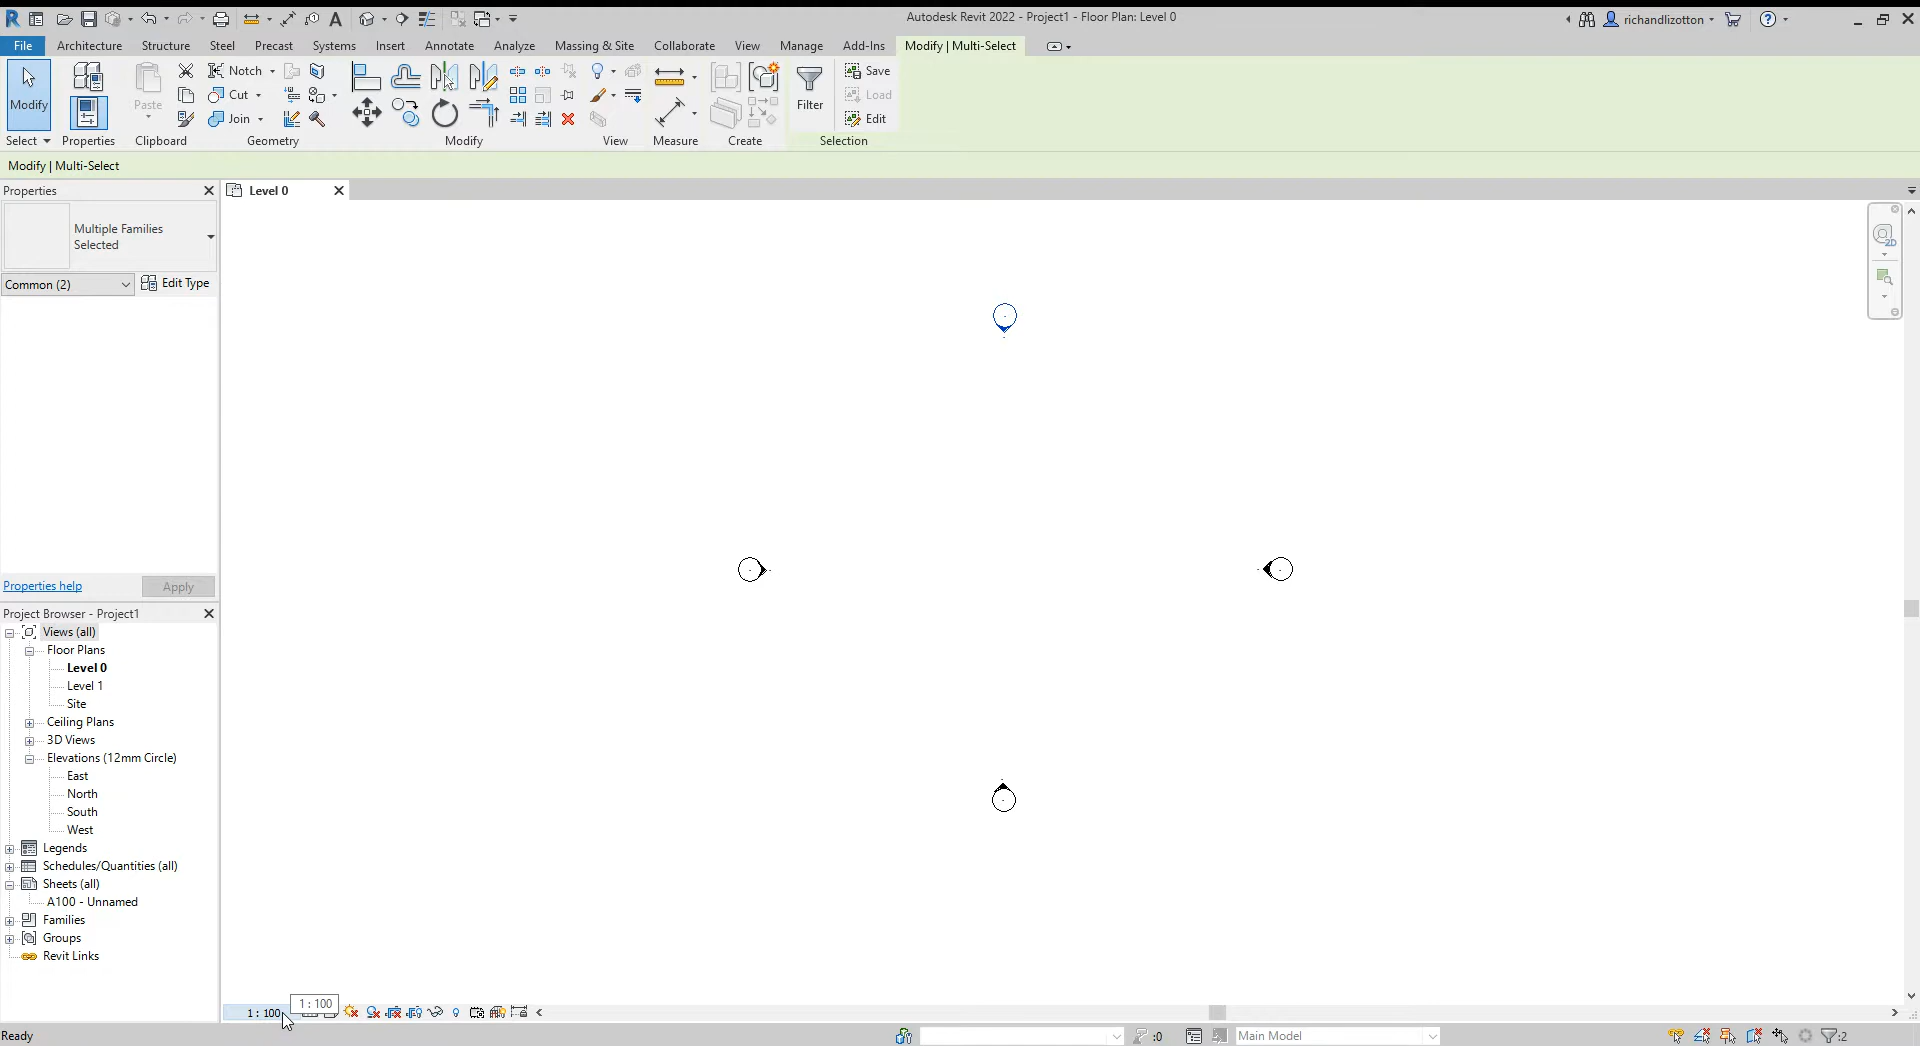 Autodesk Revit 2022 - Project1 - Floor Plan: Level 0
richandlizotton
File Architecture Structure Steel Precast Systems Insert Annotate Analyze Massing & Site Collaborate View Manage Add-Ins Modify | Multi-Select
Modify
Paste
Notch
Cut
Join
Filter
Save
Load
Edit
Select Properties Clipboard Geometry Modify View Measure Create Selection
Modify | Multi-Select
Properties
Level 0
Multiple Families
Selected
Common (2)
Edit Type
2D
Properties help
Apply
Project Browser - Project1
Views (all)
Floor Plans
Level 0
Level 1
Site
Ceiling Plans
3D Views
Elevations (12mm Circle)
East
North
South
West
Legends
Schedules/Quantities (all)
Sheets (all)
A100 - Unnamed
Families
Groups
Revit Links
1 : 100
1 : 100
Ready
:0
Main Model
:2